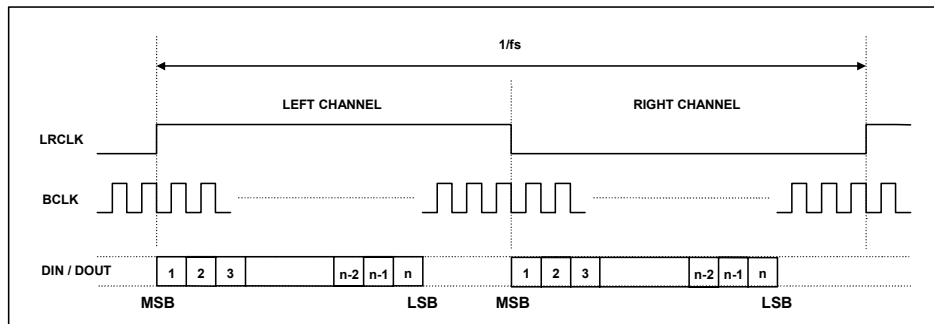 1/fs
LEFT CHANNEL RIGHT CHANNEL
LRCLK
BCLK
DIN / DOUT 1 2 3 n-2 n-1 n 1 2 3 n-2 n-1 n
MSB LSB MSB LSB